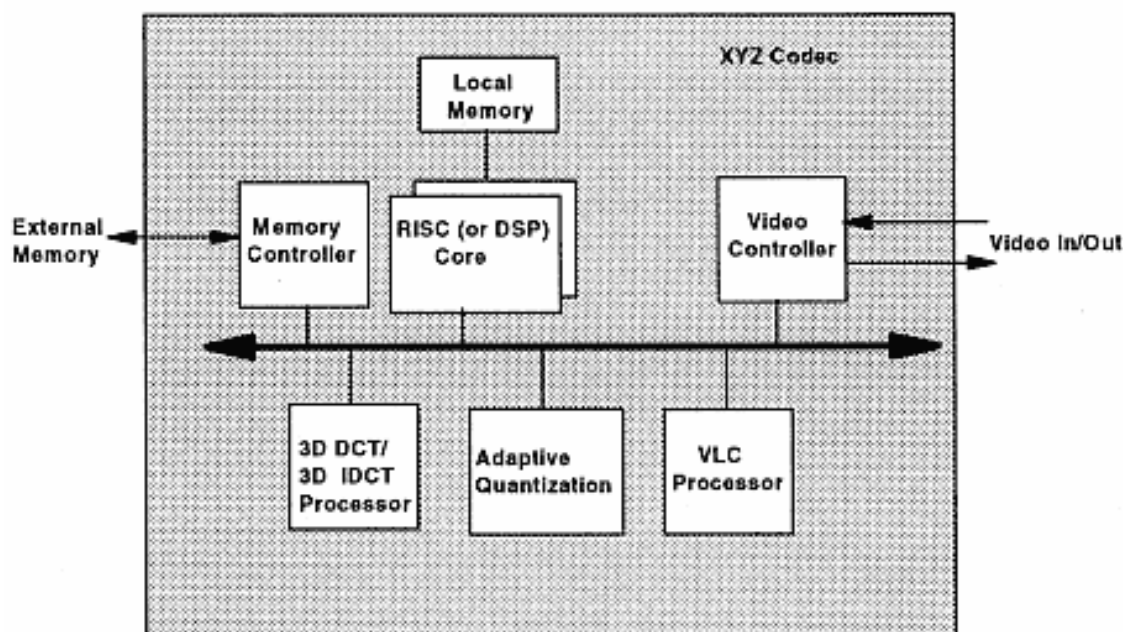 XYZ Codec
Local
Memory
External
Memory
Memory
Controller
RISC (or DSP)
Core
Video
Controller
Video In/Out
3D DCT/
3D IDCT
Processor
Adaptive
Quantization
VLC
Processor